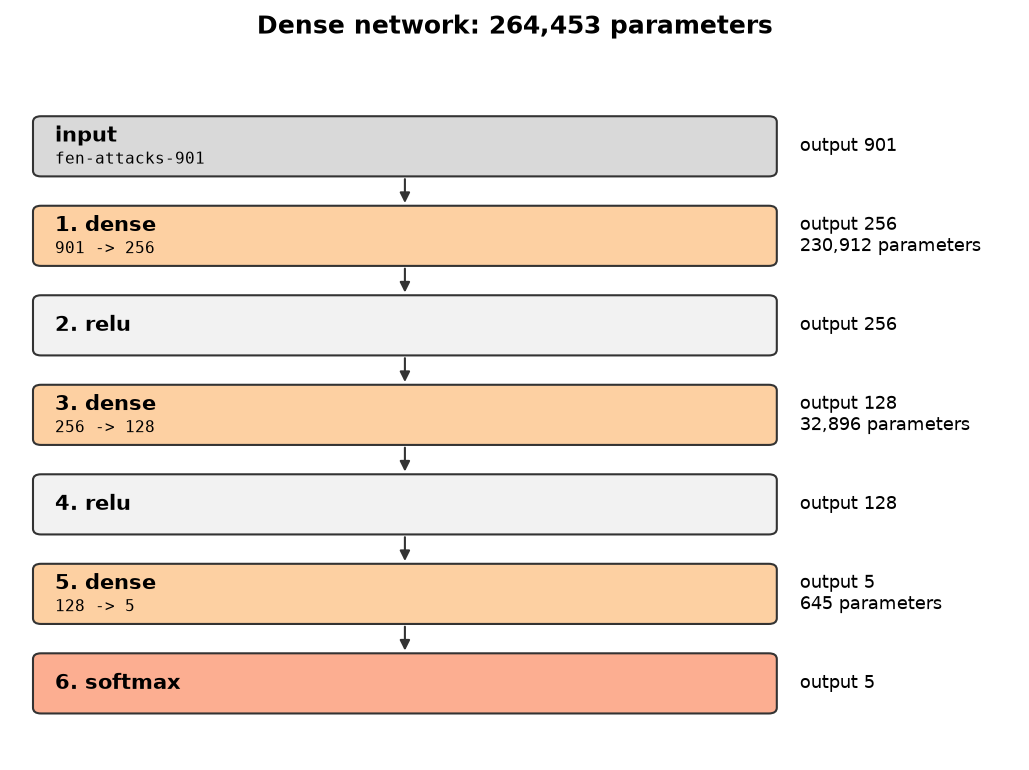 Dense network: 264,453 parameters
input
fen-attacks-901
output 901
1. dense
901 -> 256
output 256
230,912 parameters
2. relu
output 256
3. dense
256 -> 128
output 128
32,896 parameters
4. relu
output 128
5. dense
128 -> 5
output 5
645 parameters
6. softmax
output 5